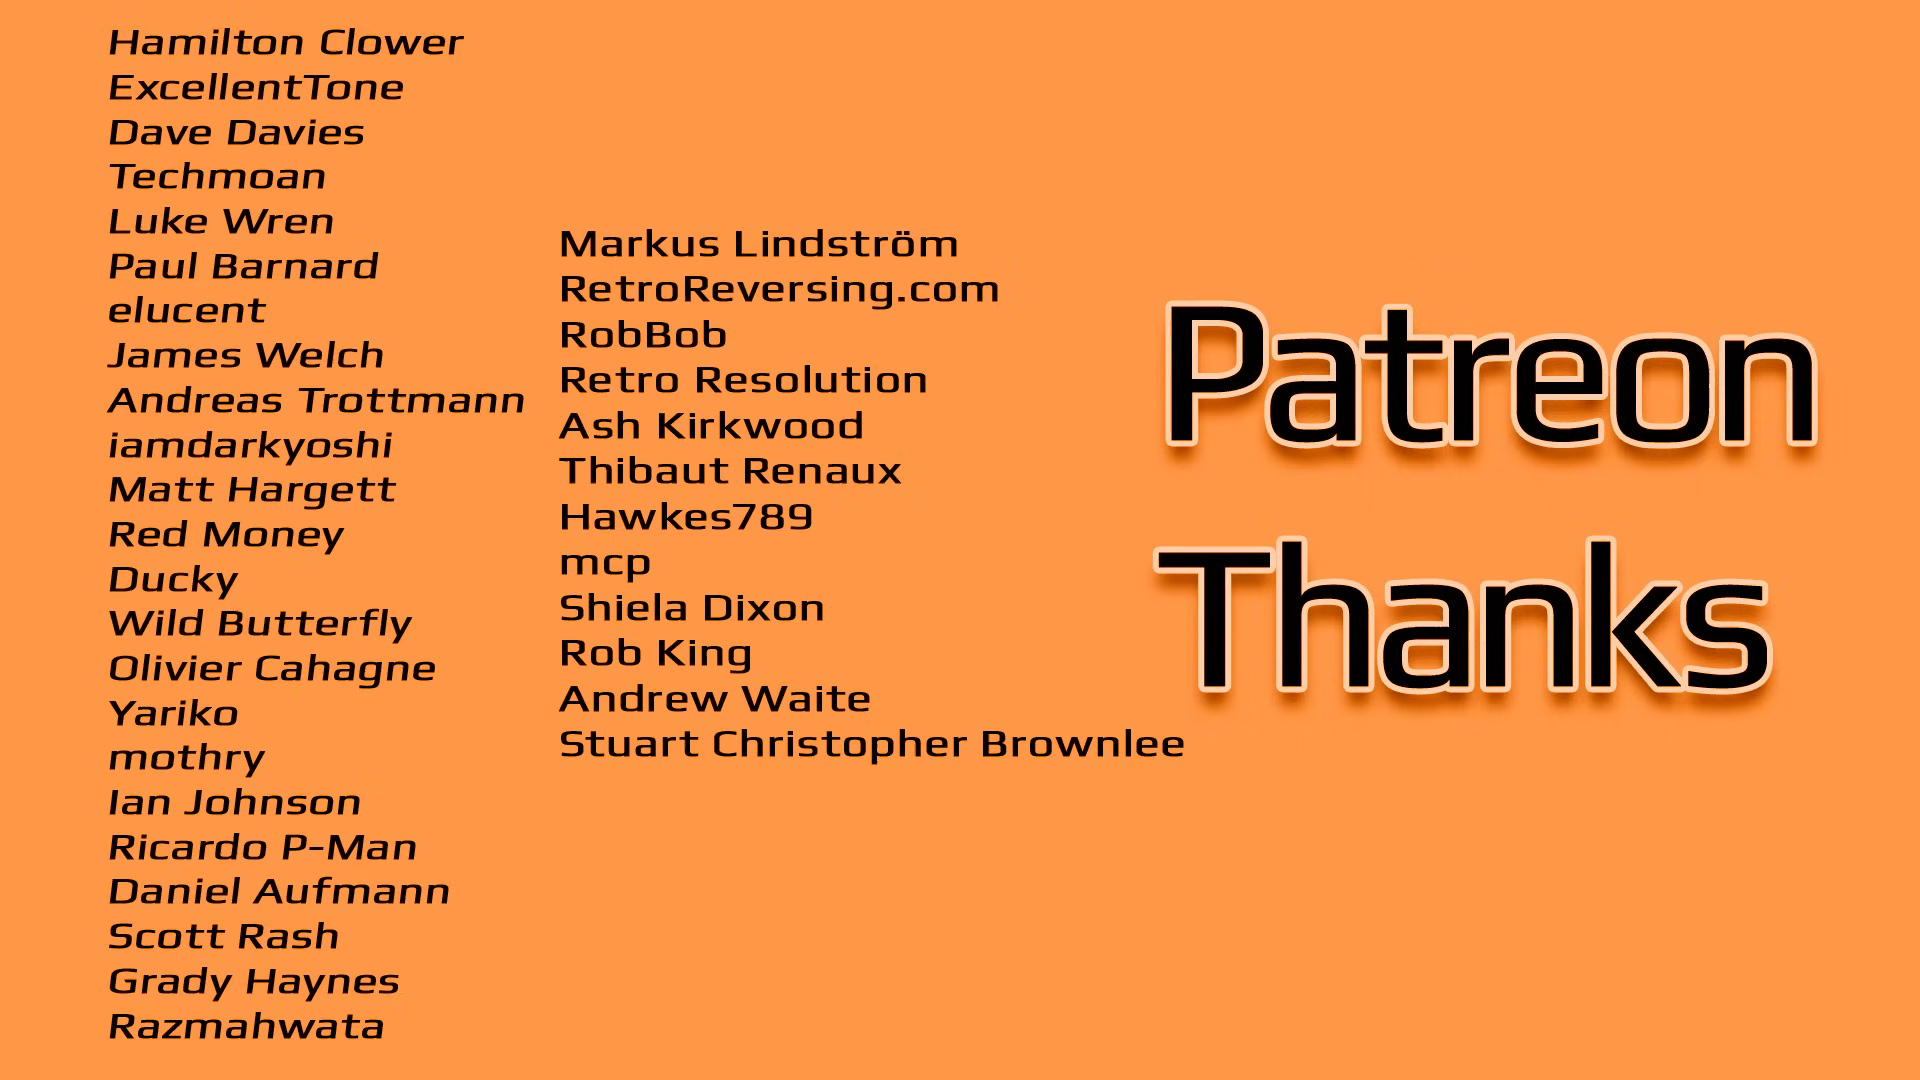 Hamilton Clower
ExcellentTone
Dave Davies
Techmoan
Luke Wren
Paul Barnard
elucent
James Welch
Andreas Trottmann
iamdarkyoshi
Matt Hargett
Red Money
Ducky
Wild Butterfly
Olivier Cahagne
Yariko
mothry
Ian Johnson
Ricardo P-Man
Daniel Aufmann
Scott Rash
Grady Haynes
Razmahwata
Markus Lindström
RetroReversing.com
RobBob
Retro Resolution
Ash Kirkwood
Thibaut Renaux
Hawkes789
mcp
Shiela Dixon
Rob King
Andrew Waite
Stuart Christopher Brownlee
Patreon
Thanks